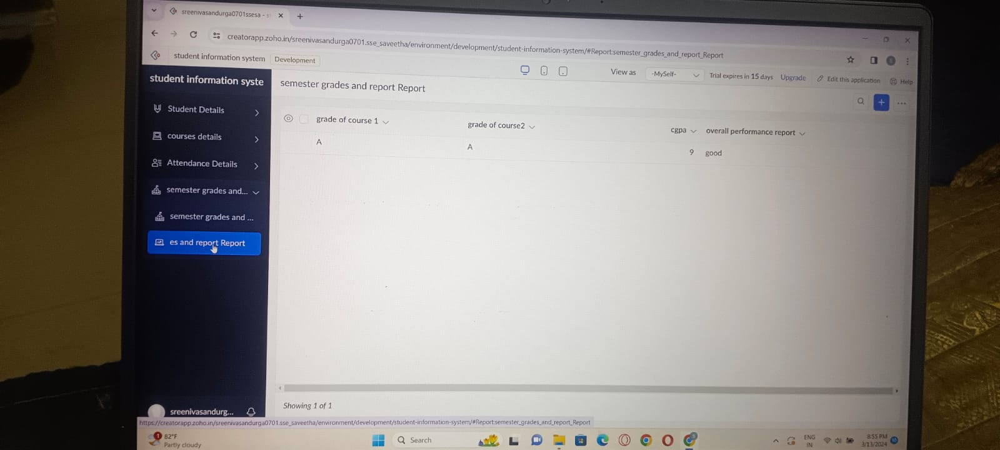 sreenivasandurga0701ssesa - s
creatorapp.zoho.in/sreenivasandurga0701.sse_saveetha/environment/development/student-information-system/#Report:semester_grades_and_report_Report
student information system Development
View as -MySelf- Trial expires in 15 days Upgrade Edit this application Help
student information syste
semester grades and report Report
Student Details
courses details
Attendance Details
semester grades and...
semester grades and ...
es and report Report
grade of course 1 grade of course2 cgpa overall performance report
A A 9 good
Showing 1 of 1
sreenivasandurg...
https://creatorapp.zoho.in/sreenivasandurga0701.sse_saveetha/environment/development/student-information-system/#Report:semester_grades_and_report_Report
1 82°F
Partly cloudy
Search
ENG
IN
8:55 PM
3/13/2024